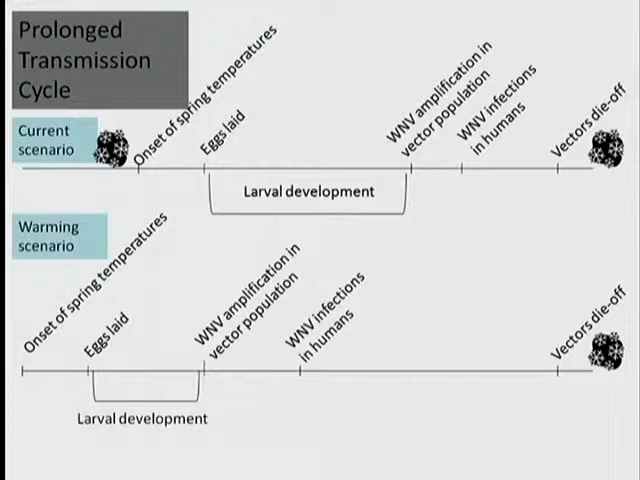 Prolonged
Transmission
Cycle
Current
scenario
Onset of spring temperatures
Eggs laid
WNV amplification in
vector population
WNV infections
in humans
Vectors die-off
Larval development
Warming
scenario
Onset of spring temperatures
Eggs laid
WNV amplification in
vector population
WNV infections
in humans
Vectors die-off
Larval development